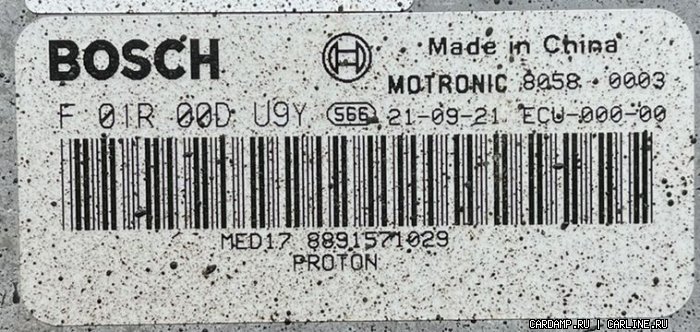 BOSCH Made in China
MOTRONIC 8058 0003
F 01R 00D U9Y S66 21-09-21 ECU-000-00
MED17 8891571029
PROTON
CARDAMP.RU | CARLINE.RU